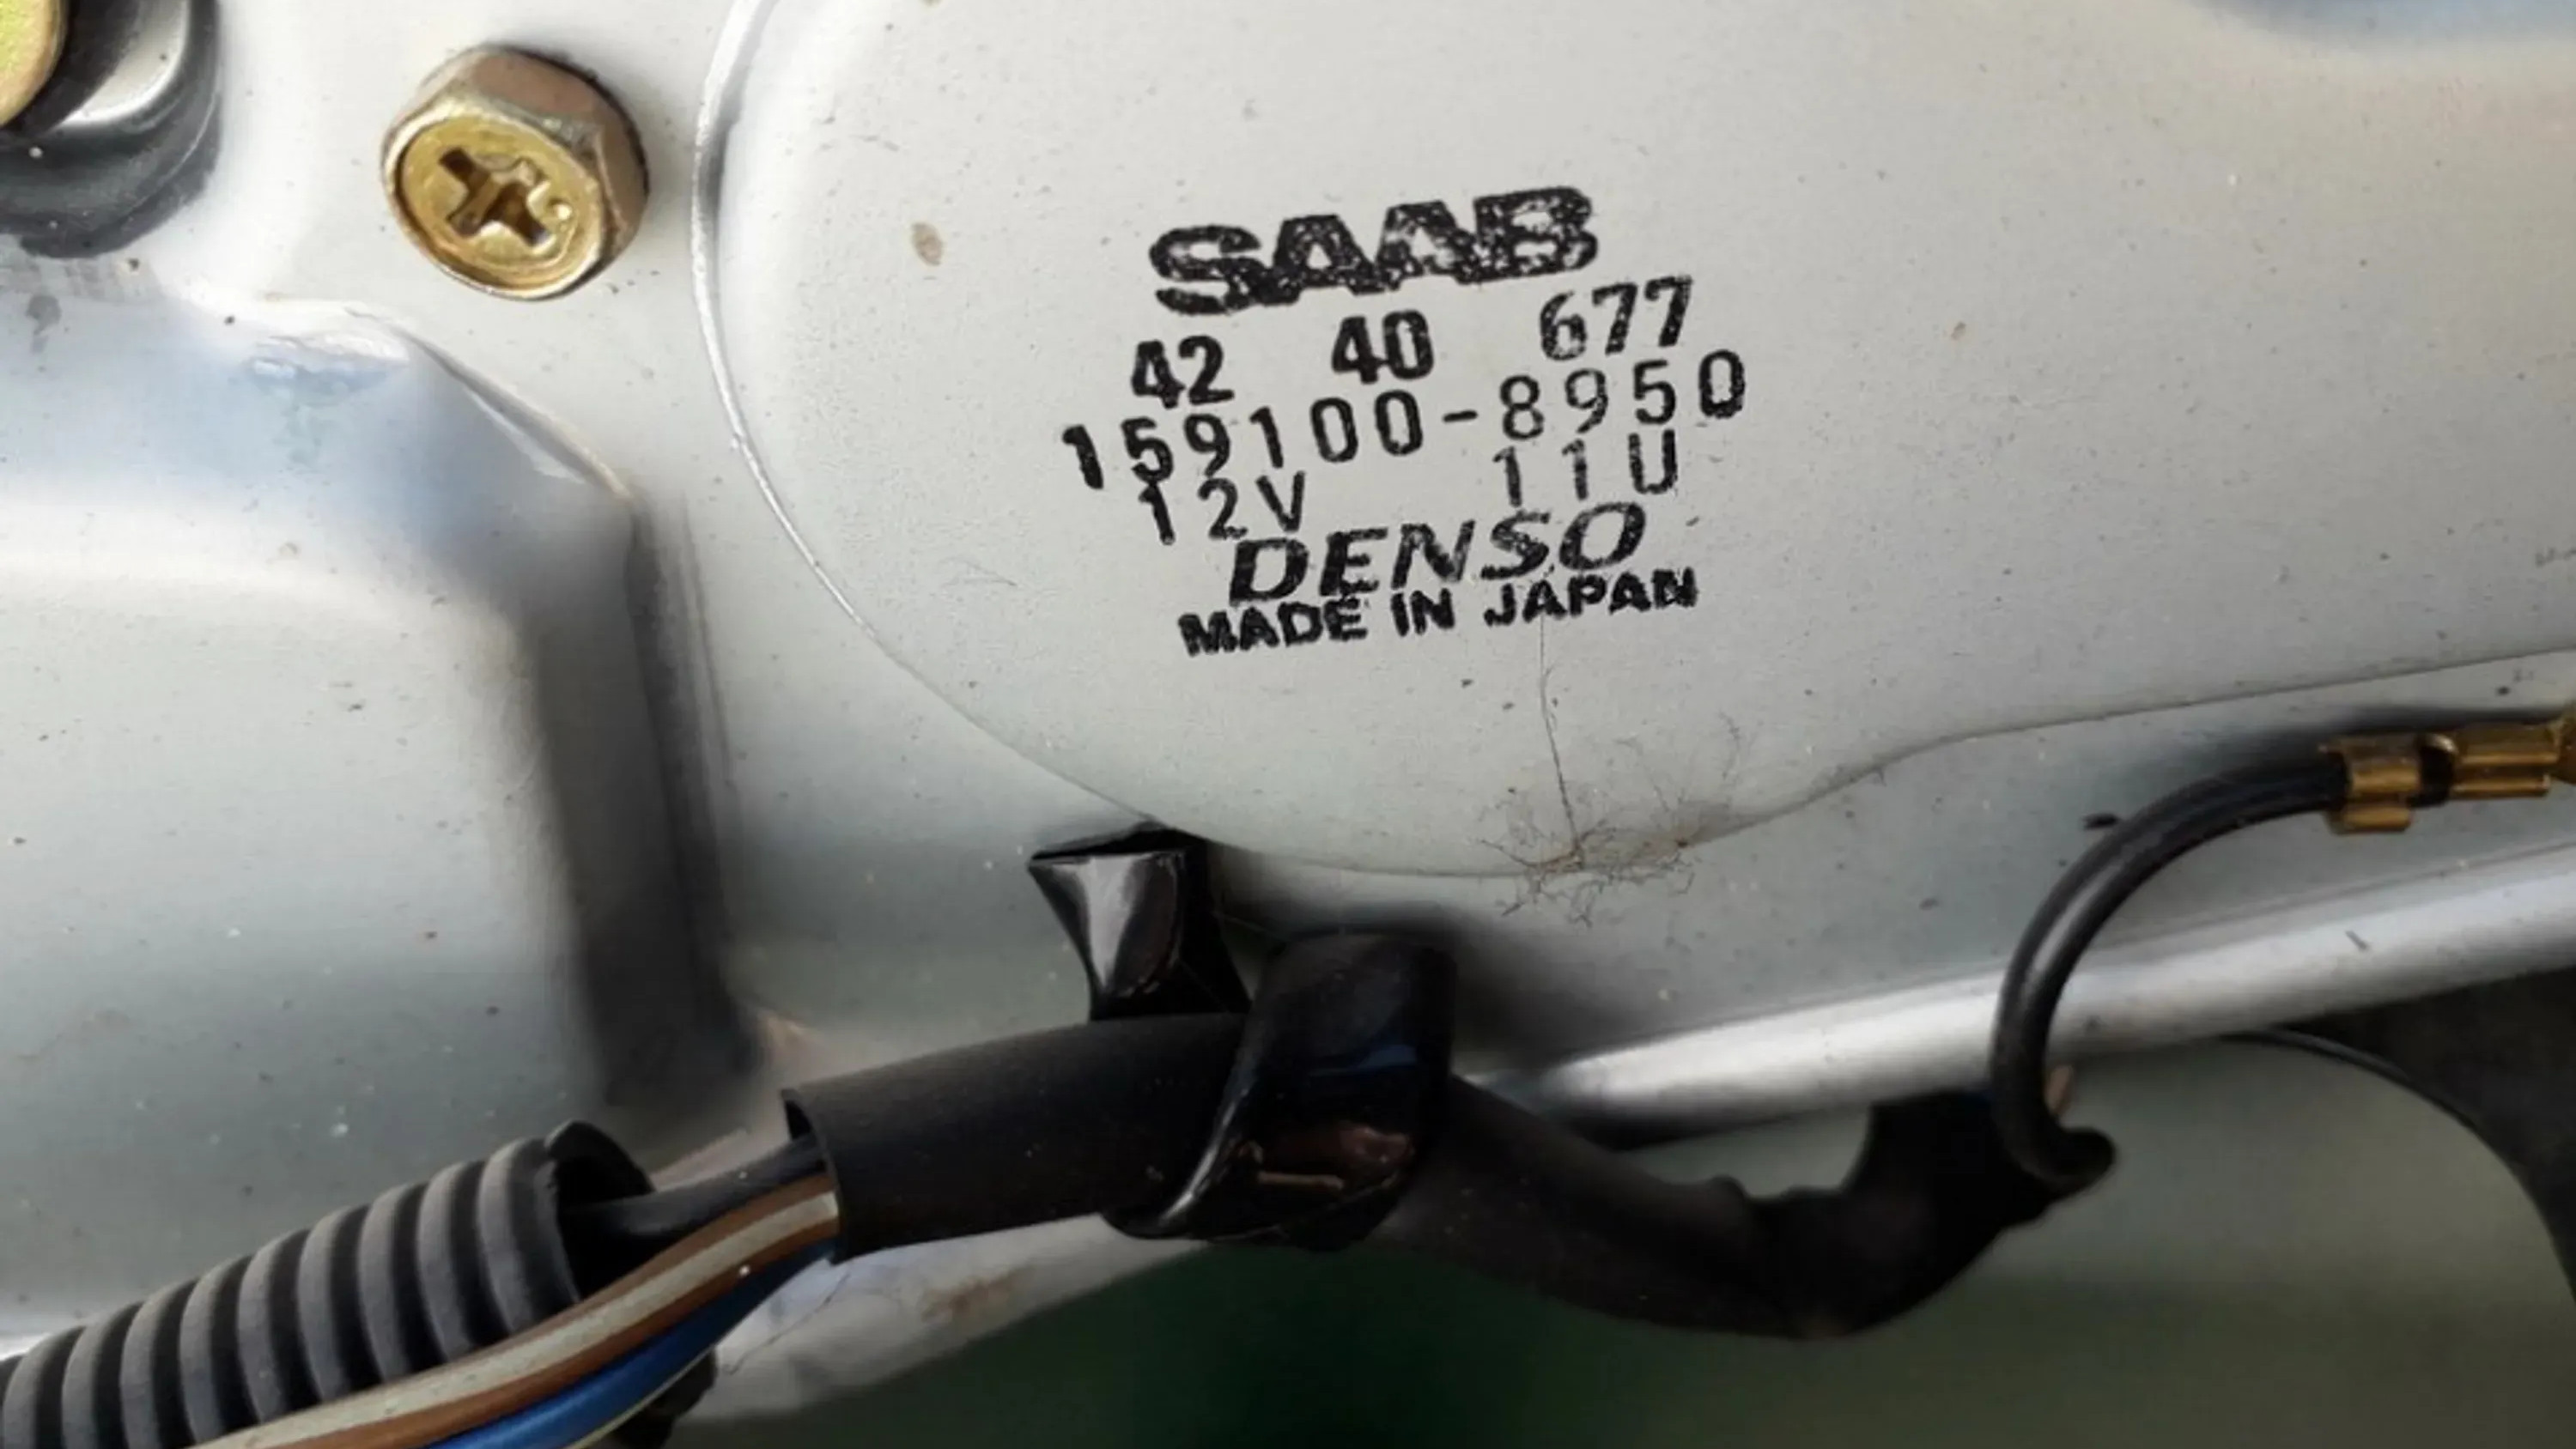 SAAB
42 40 677
159100-8950
12V 11U
DENSO
MADE IN JAPAN